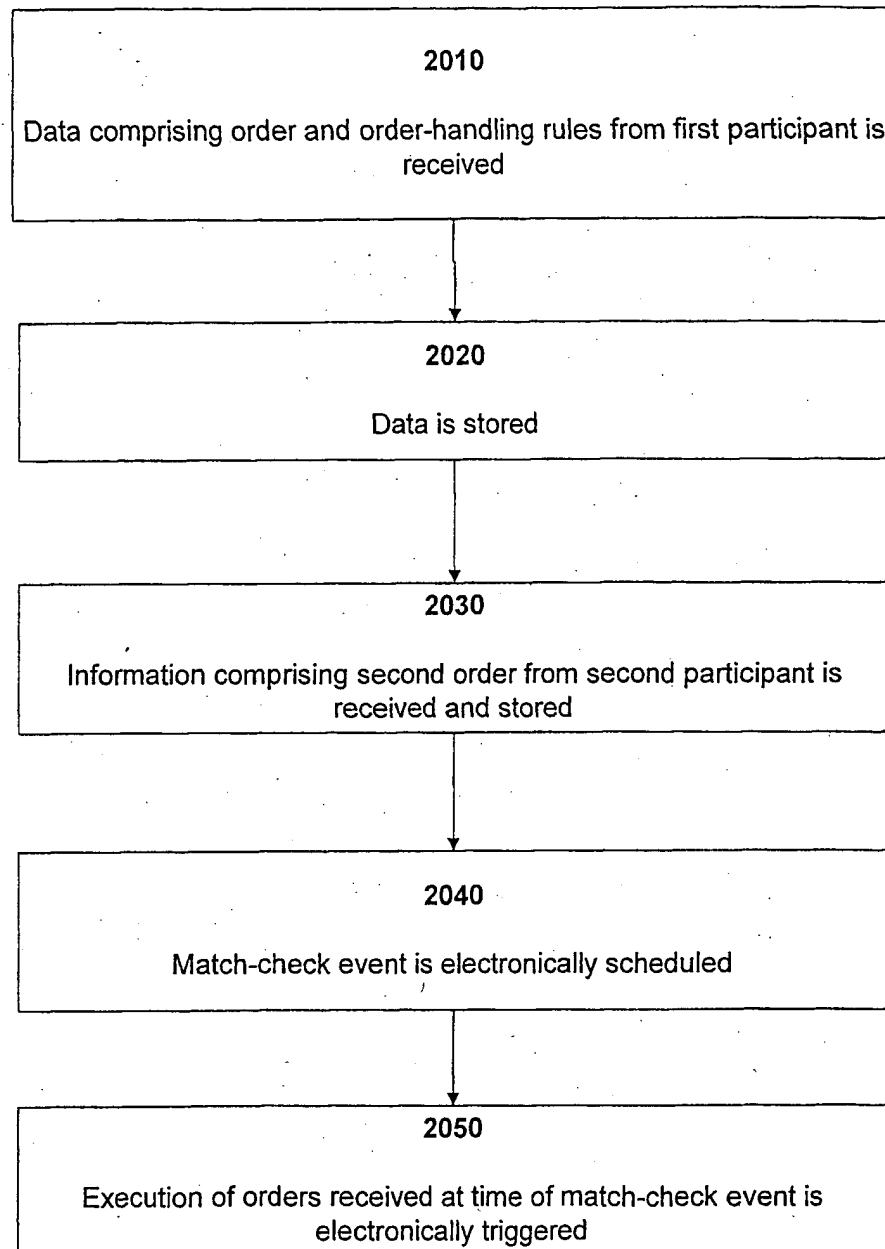 2010
Data comprising order and order-handling rules from first participant is
received
2020
Data is stored
2030
Information comprising second order from second participant is
received and stored
2040
Match-check event is electronically scheduled
2050
Execution of orders received at time of match-check event is
electronically triggered